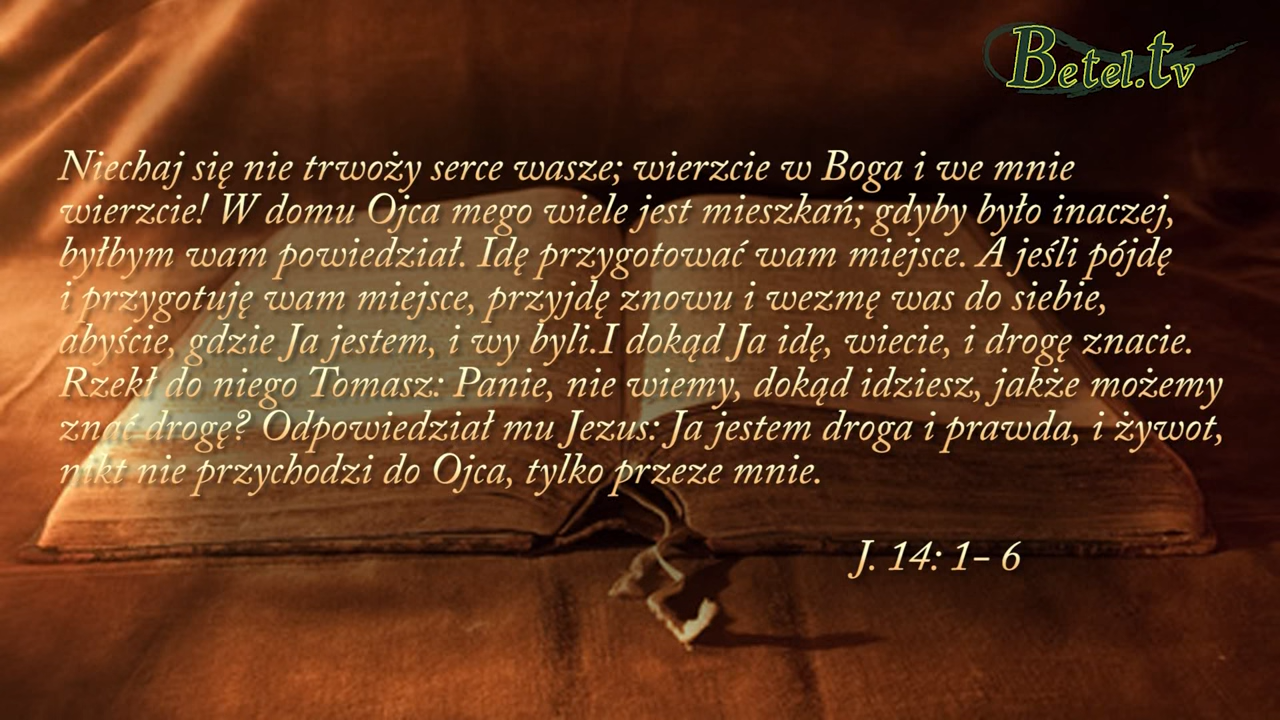 Betel.tv
Niechaj się nie trwoży serce wasze; wierzcie w Boga i we mnie
wierzcie! W domu Ojca mego wiele jest mieszkań; gdyby było inaczej,
byłbym wam powiedział. Idę przygotować wam miejsce. A jeśli pójdę
i przygotuję wam miejsce, przyjdę znowu i wezmę was do siebie,
abyście, gdzie Ja jestem, i wy byli.I dokąd Ja idę, wiecie, i drogę znacie.
Rzekł do niego Tomasz: Panie, nie wiemy, dokąd idziesz, jakże możemy
znać drogę? Odpowiedział mu Jezus: Ja jestem droga i prawda, i żywot,
nikt nie przychodzi do Ojca, tylko przeze mnie.
J. 14: 1– 6